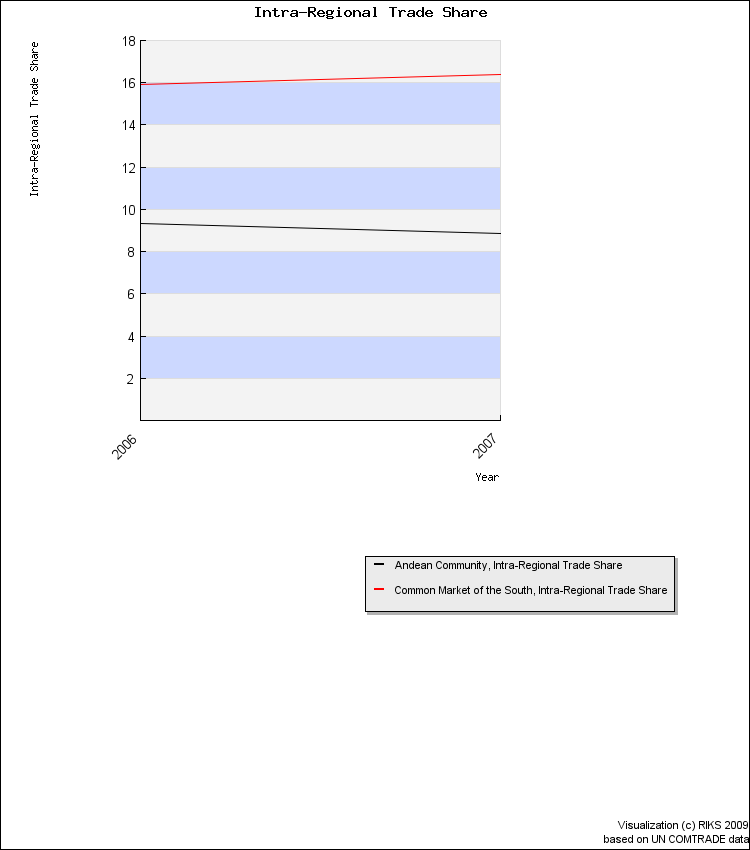 Intra-Regional Trade Share
Intra-Regional Trade Share
18
16
14
12
10
8
6
4
2
2006
2007
Year
Andean Community, Intra-Regional Trade Share
Common Market of the South, Intra-Regional Trade Share
Visualization (c) RIKS 2009
based on UN COMTRADE data